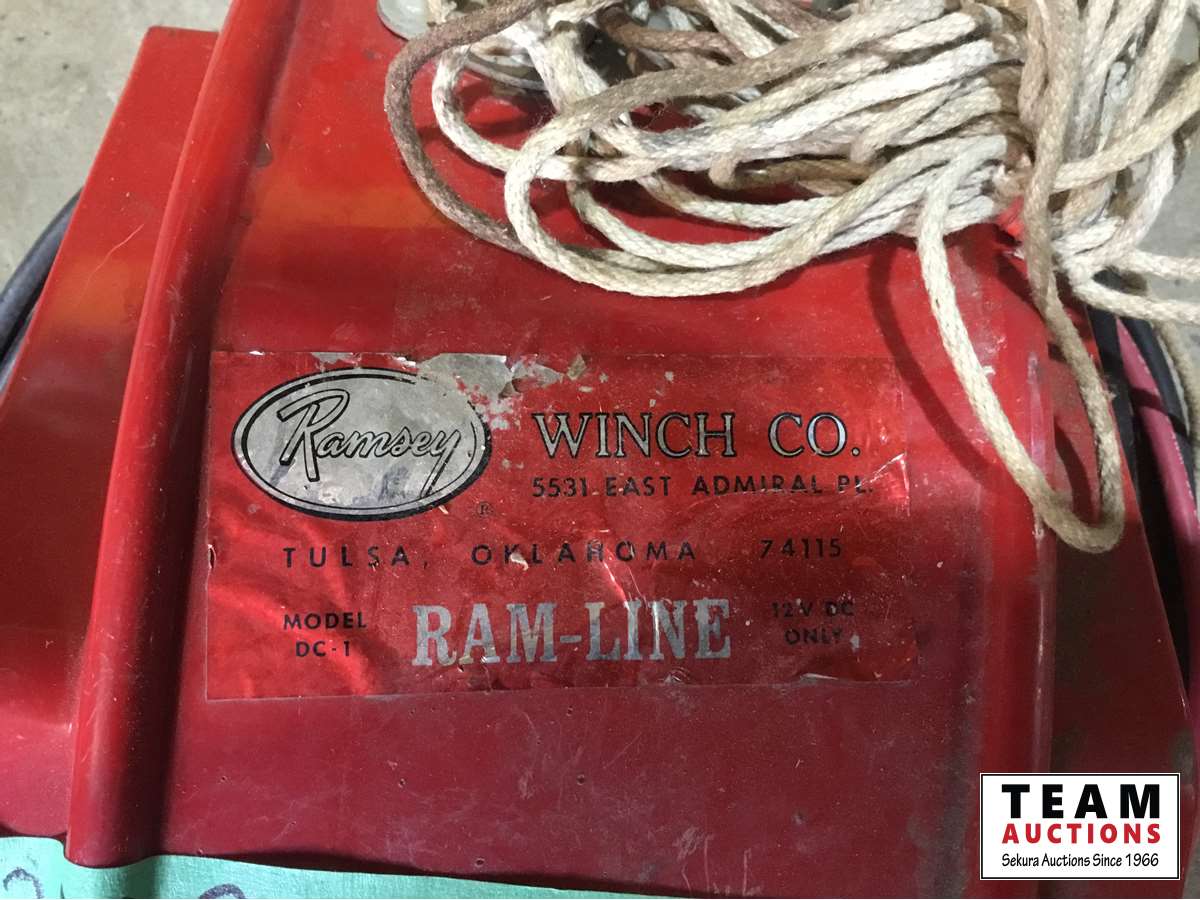 Ramsey
®
WINCH CO.
5531 EAST ADMIRAL PL.
TULSA, OKLAHOMA 74115
MODEL
DC-1
RAM-LINE
12 V DC
ONLY
TEAM
AUCTIONS
Sekura Auctions Since 1966